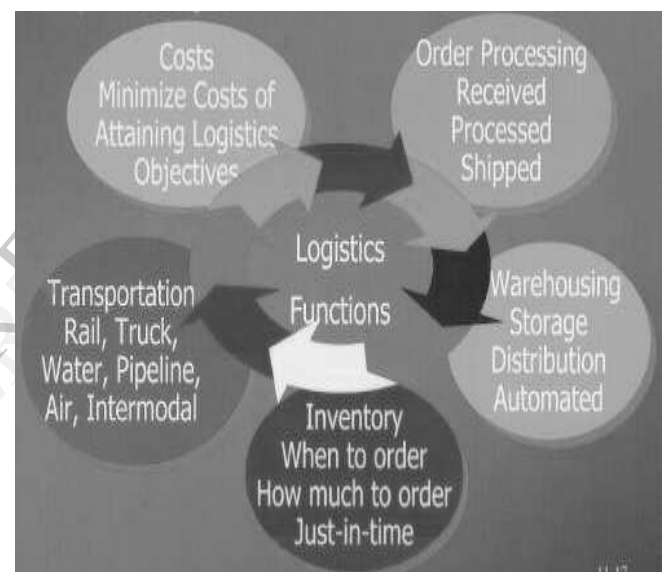 Costs
Minimize Costs of
Attaining Logistics
Objectives
Order Processing
Received
Processed
Shipped
Logistics
Functions
Warehousing
Storage
Distribution
Automated
Inventory
When to order
How much to order
Just-in-time
Transportation
Rail, Truck,
Water, Pipeline,
Air, Intermodal